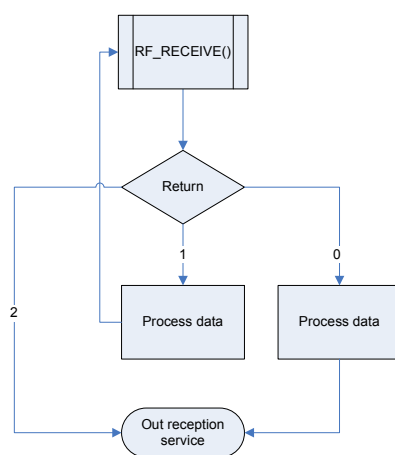 RF_RECEIVE()
Return
1
0
2
Process data
Process data
Out reception
service